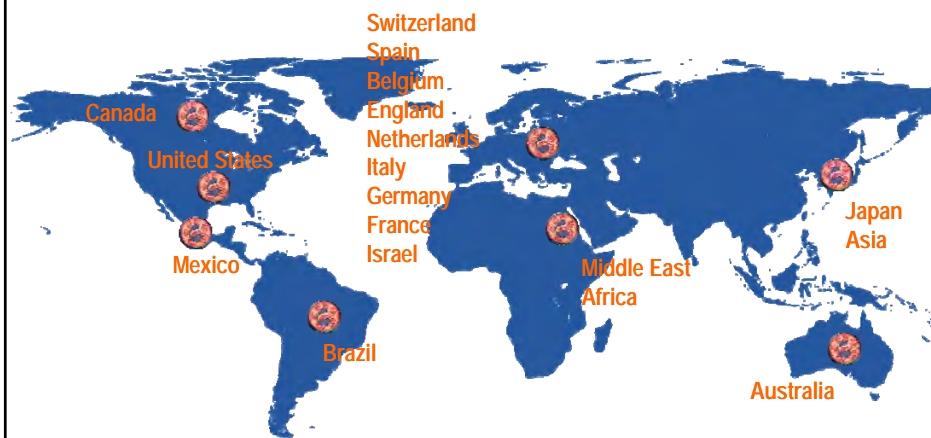 Switzerland
Spain
Belgium
England
Netherlands
Italy
Germany
France
Israel
Canada
United States
Mexico
Brazil
Middle East
Africa
Japan
Asia
Australia